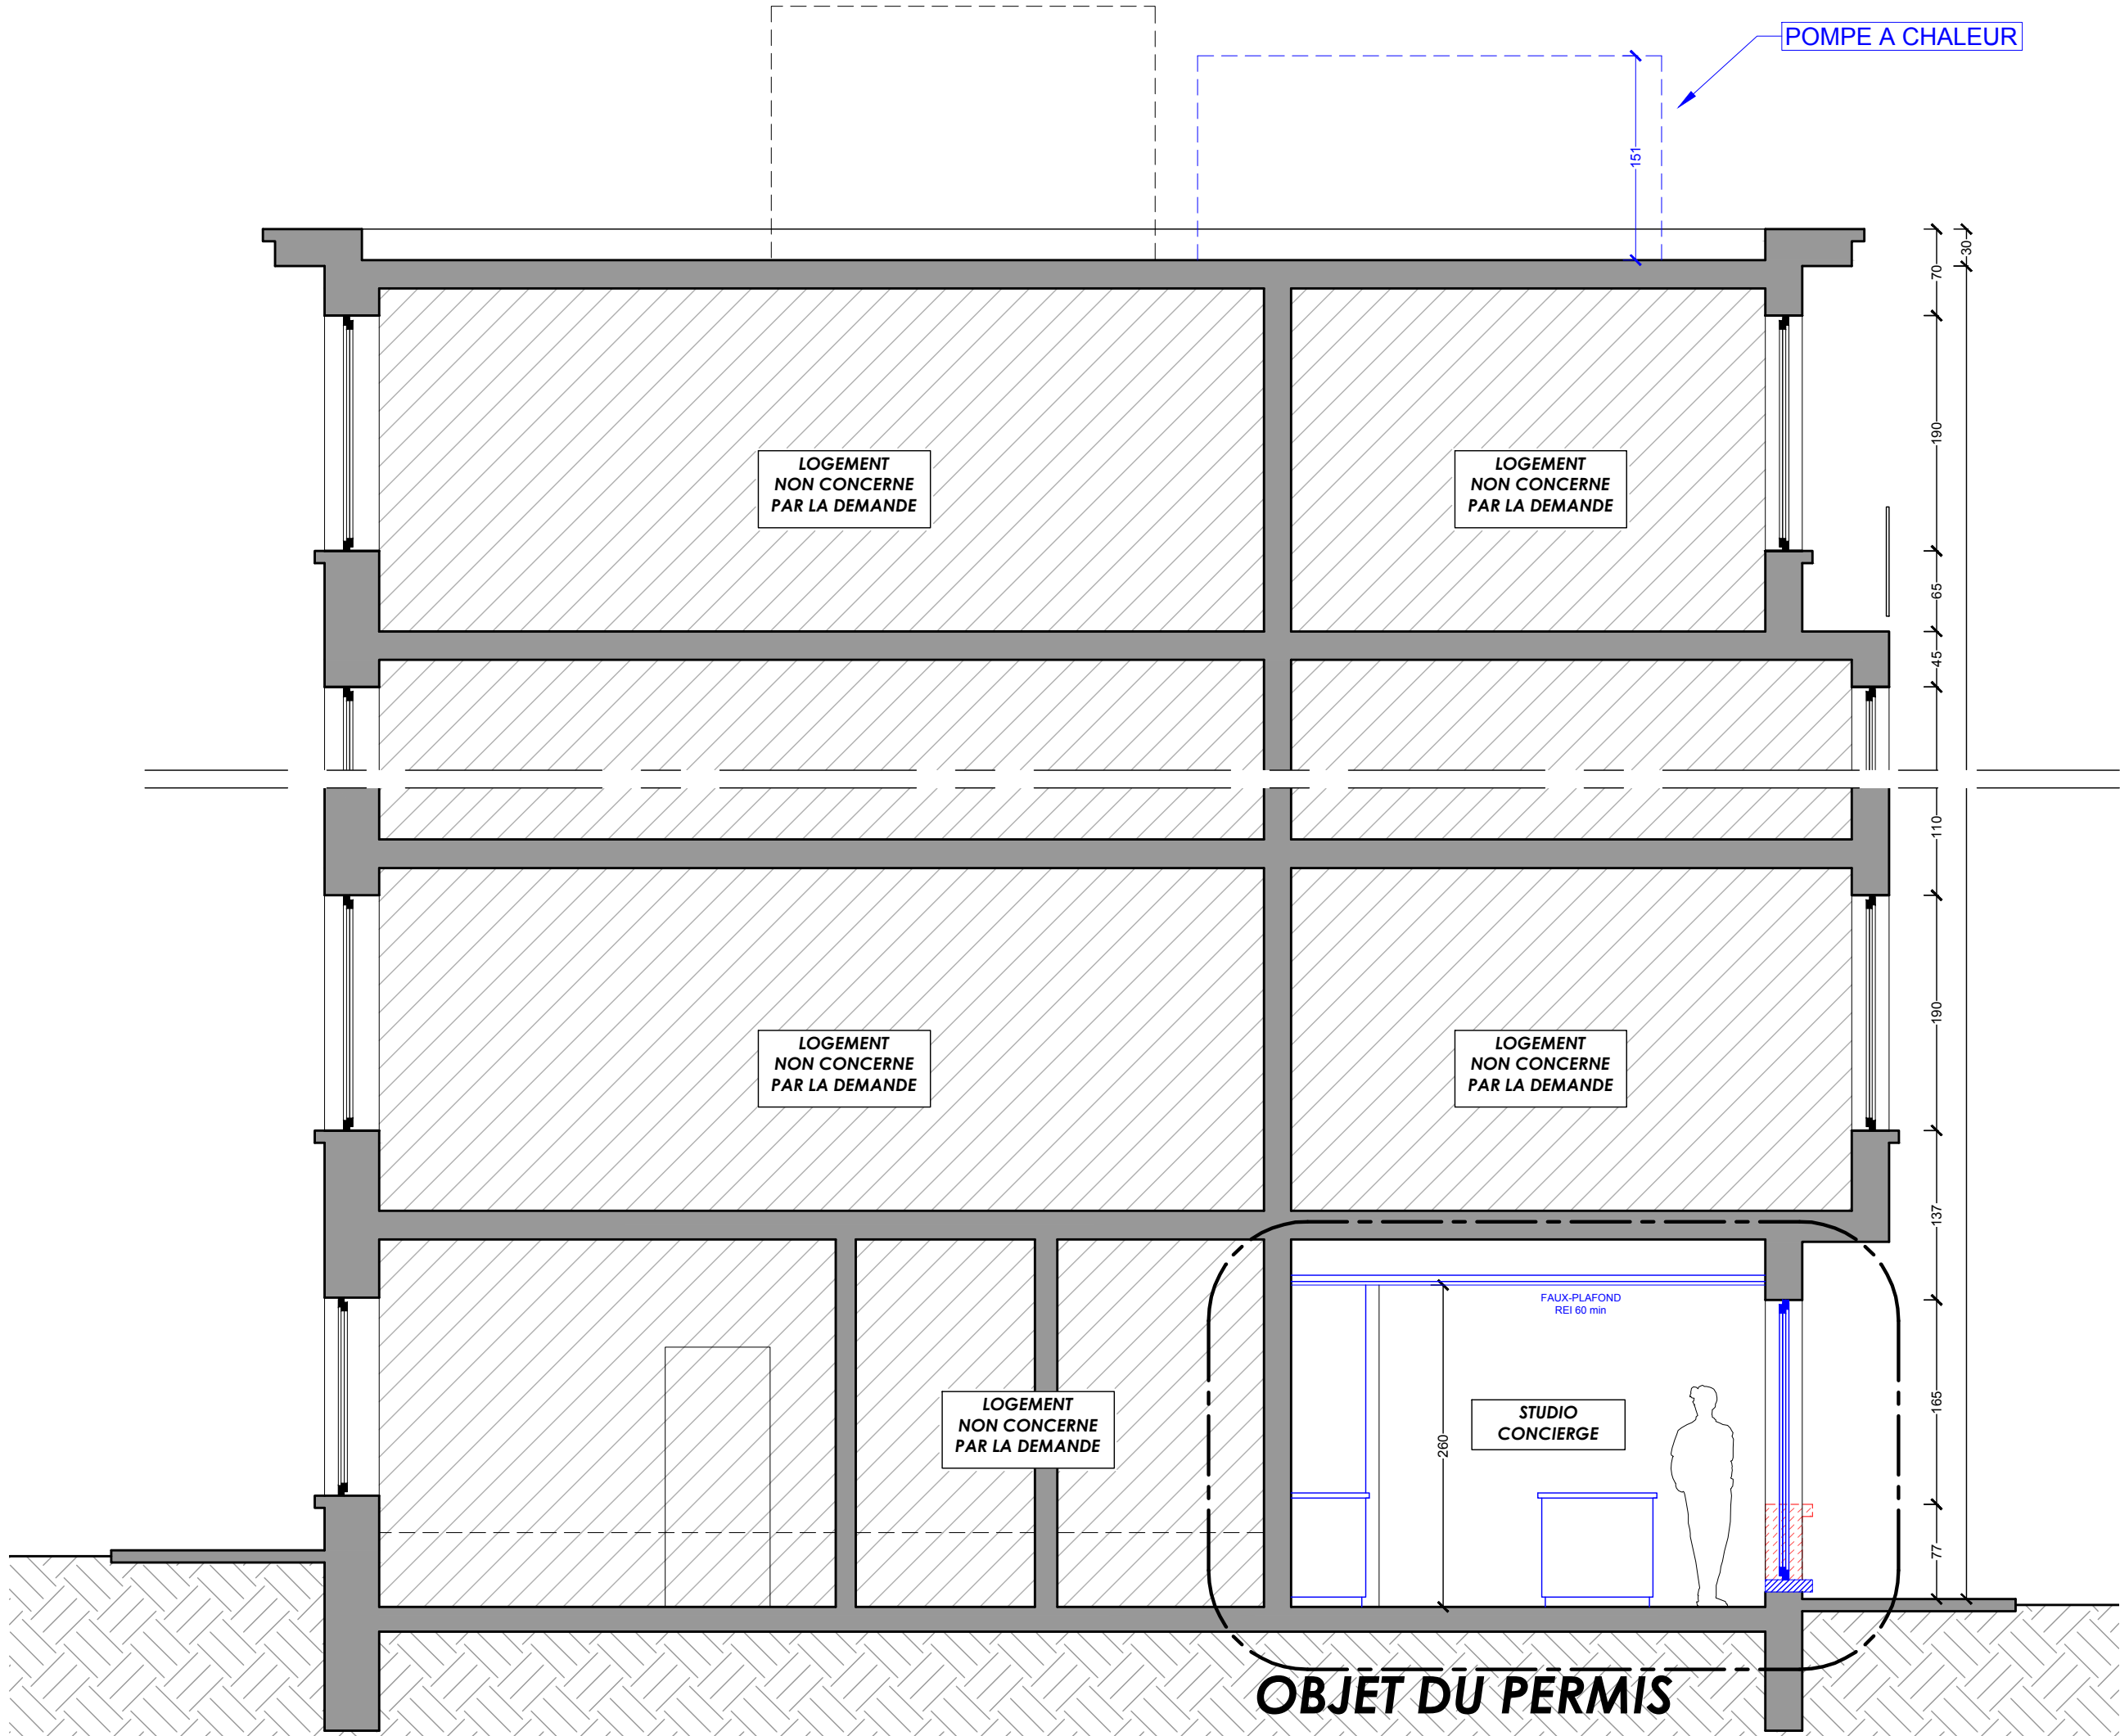 POMPE A CHALEUR
151
30
70
LOGEMENT
NON CONCERNE
PAR LA DEMANDE
LOGEMENT
NON CONCERNE
PAR LA DEMANDE
190
65
45
110
LOGEMENT
NON CONCERNE
PAR LA DEMANDE
LOGEMENT
NON CONCERNE
PAR LA DEMANDE
190
137
FAUX-PLAFOND
REI 60 min
LOGEMENT
NON CONCERNE
PAR LA DEMANDE
260
STUDIO
CONCIERGE
165
77
OBJET DU PERMIS